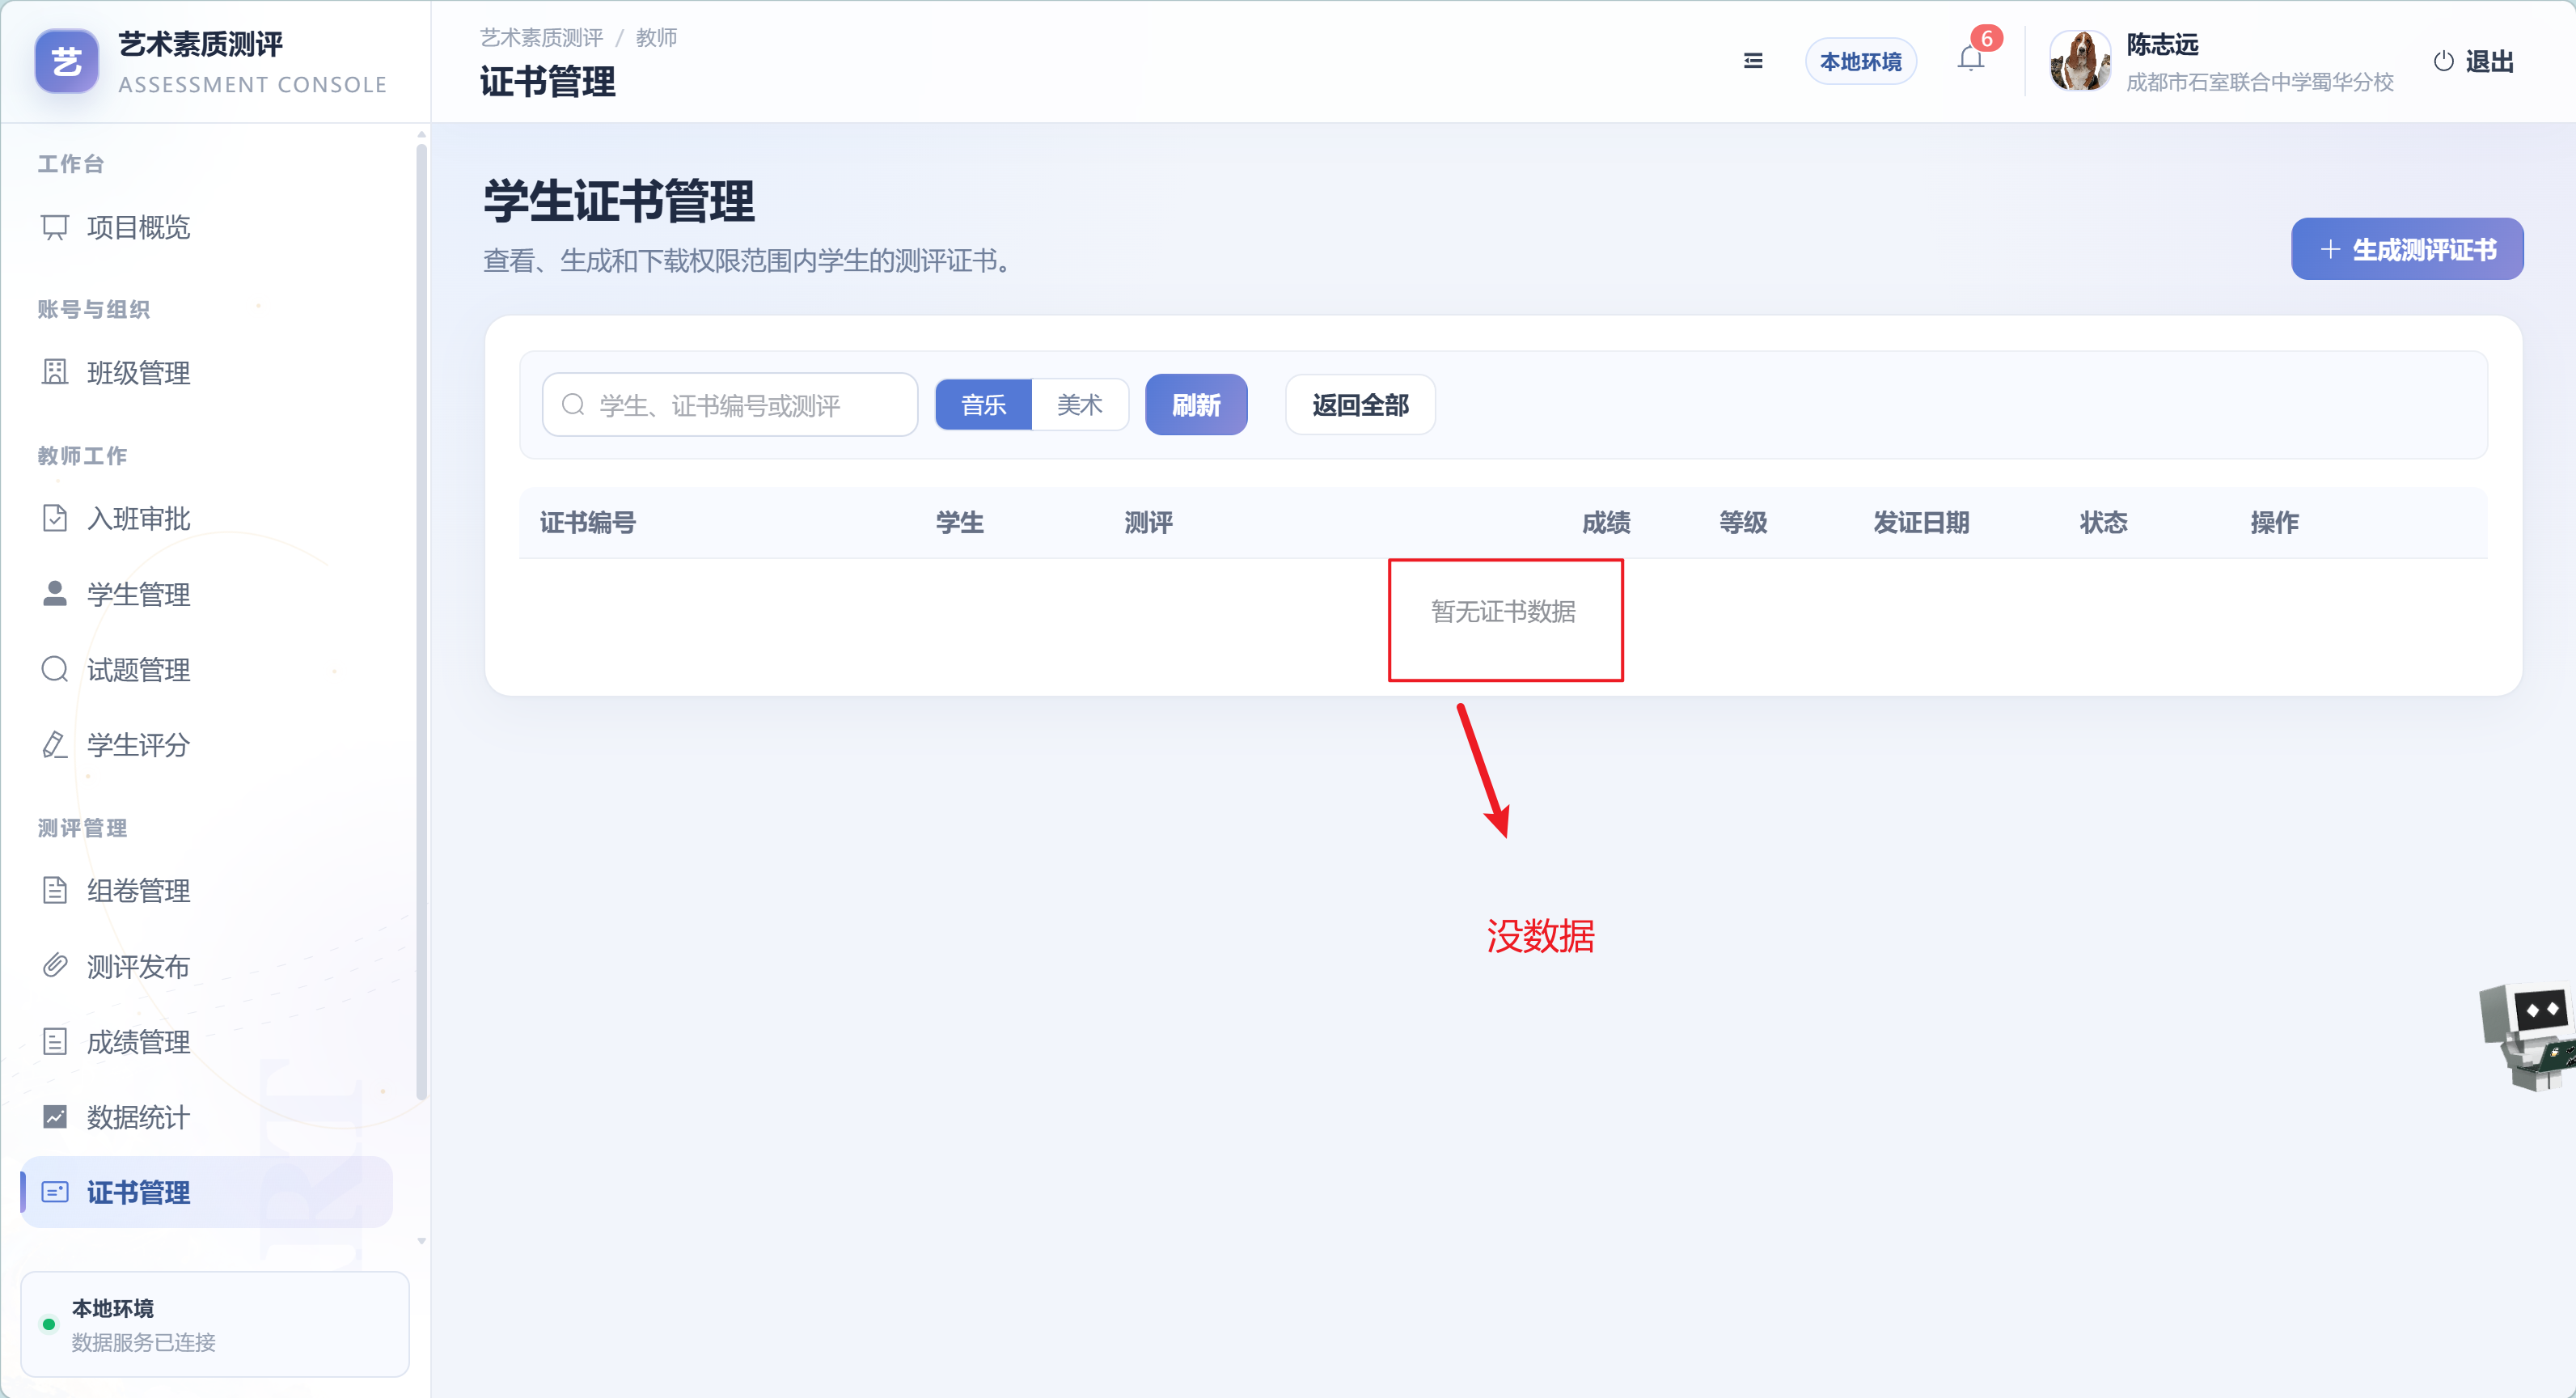 艺
艺术素质测评
ASSESSMENT CONSOLE
艺术素质测评 / 教师
证书管理
本地环境
6
陈志远
成都市石室联合中学蜀华分校
退出
工作台
项目概览
账号与组织
班级管理
教师工作
入班审批
学生管理
试题管理
学生评分
测评管理
组卷管理
测评发布
成绩管理
数据统计
证书管理
本地环境
数据服务已连接
学生证书管理
查看、生成和下载权限范围内学生的测评证书。
生成测评证书
学生、证书编号或测评
音乐
美术
刷新
返回全部
证书编号 学生 测评 成绩 等级 发证日期 状态 操作
暂无证书数据
没数据